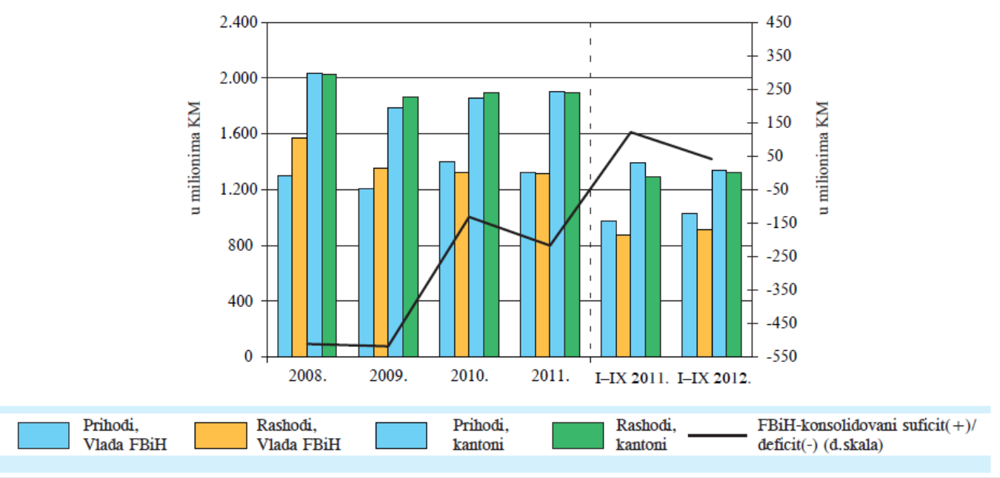 2.400
2.000
1.600
1.200
800
400
0
u milionima KM
450
350
250
150
50
-50
-150
-250
-350
-450
-550
u milionima KM
2008.
2009.
2010.
2011.
I–IX 2011.
I–IX 2012.
Prihodi,
Vlada FBiH
Rashodi,
Vlada FBiH
Prihodi,
kantoni
Rashodi,
kantoni
FBiH-konsolidovani suficit(+)/
deficit(-) (d.skala)